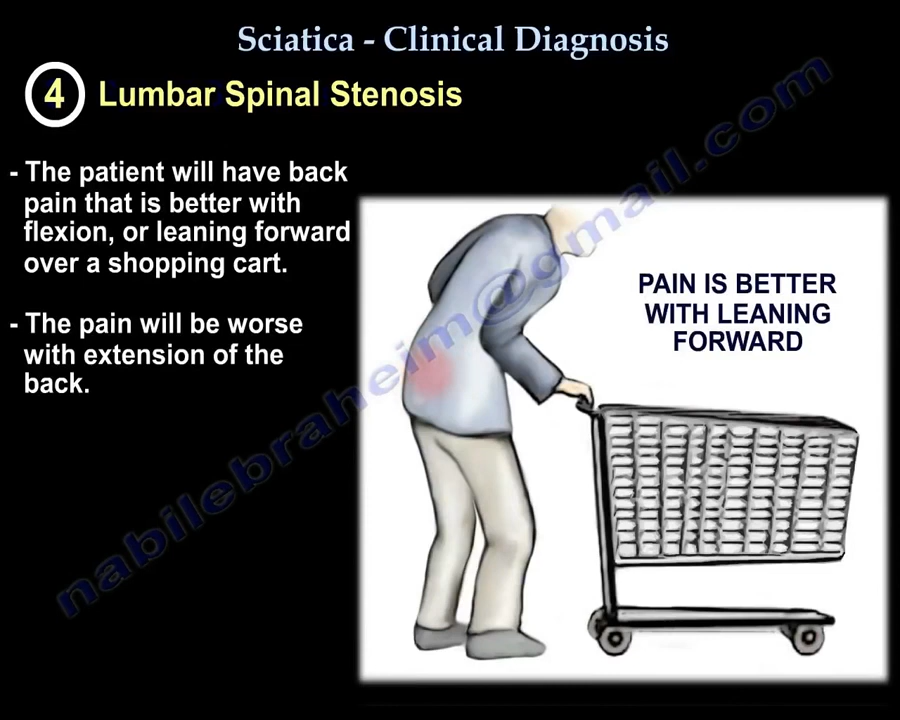 Sciatica - Clinical Diagnosis
4 Lumbar Spinal Stenosis
- The patient will have back
pain that is better with
flexion, or leaning forward
over a shopping cart.
- The pain will be worse
with extension of the
back.
PAIN IS BETTER
WITH LEANING
FORWARD
nabilebraheim@gmail.com